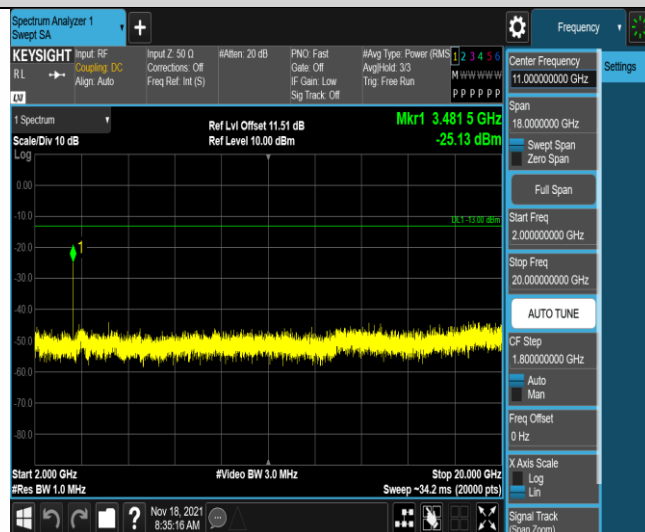 Spectrum Analyzer 1
Swept SA
+
Frequency
KEYSIGHT
RL
LXI
Input: RF
Coupling: DC
Align: Auto
Input Z: 50 Ω
Corrections: Off
Freq Ref: Int (S)
#Atten: 20 dB
PNO: Fast
Gate: Off
IF Gain: Low
Sig Track: Off
#Avg Type: Power (RMS
Avg|Hold: 3/3
Trig: Free Run
1 2 3 4 5 6
M W W W W W
P P P P P P
1 Spectrum
Scale/Div 10 dB
Log
Ref Lvl Offset 11.51 dB
Ref Level 10.00 dBm
Mkr1 3.481 5 GHz
-25.13 dBm
0.00
-10.0
DL1 -13.00 dBm
-20.0
1
-30.0
-40.0
-50.0
-60.0
-70.0
-80.0
Start 2.000 GHz
#Res BW 1.0 MHz
#Video BW 3.0 MHz
Stop 20.000 GHz
Sweep ~34.2 ms (20000 pts)
Center Frequency
11.000000000 GHz
Settings
Span
18.0000000 GHz
Swept Span
Zero Span
Full Span
Start Freq
2.000000000 GHz
Stop Freq
20.000000000 GHz
AUTO TUNE
CF Step
1.800000000 GHz
Auto
Man
Freq Offset
0 Hz
X Axis Scale
Log
Lin
Signal Track
(Span Zoom)
?
Nov 18, 2021
8:35:16 AM